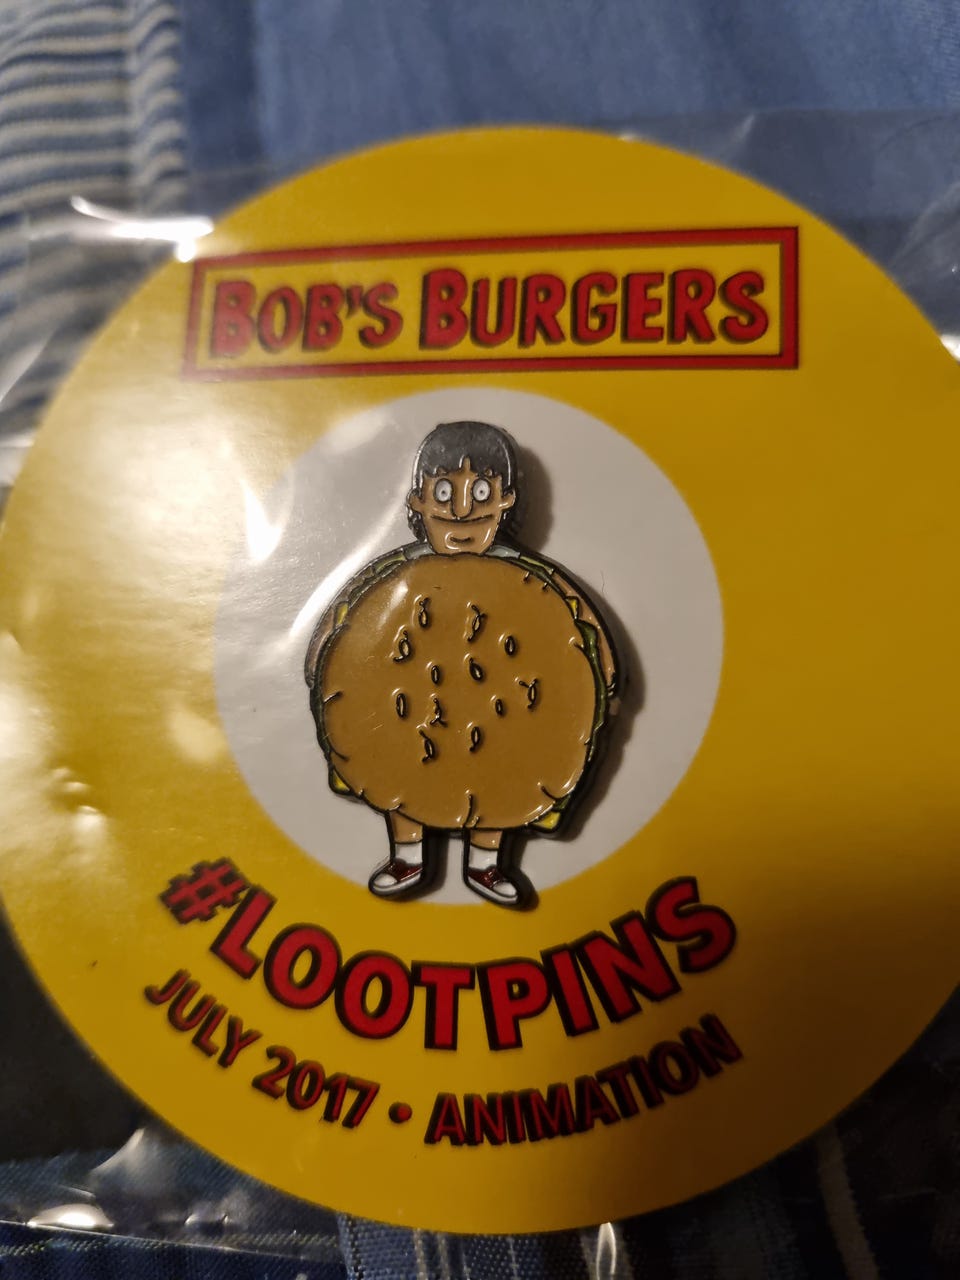 BOB'S BURGERS
#LOOTPINS
JULY 2017 • ANIMATION